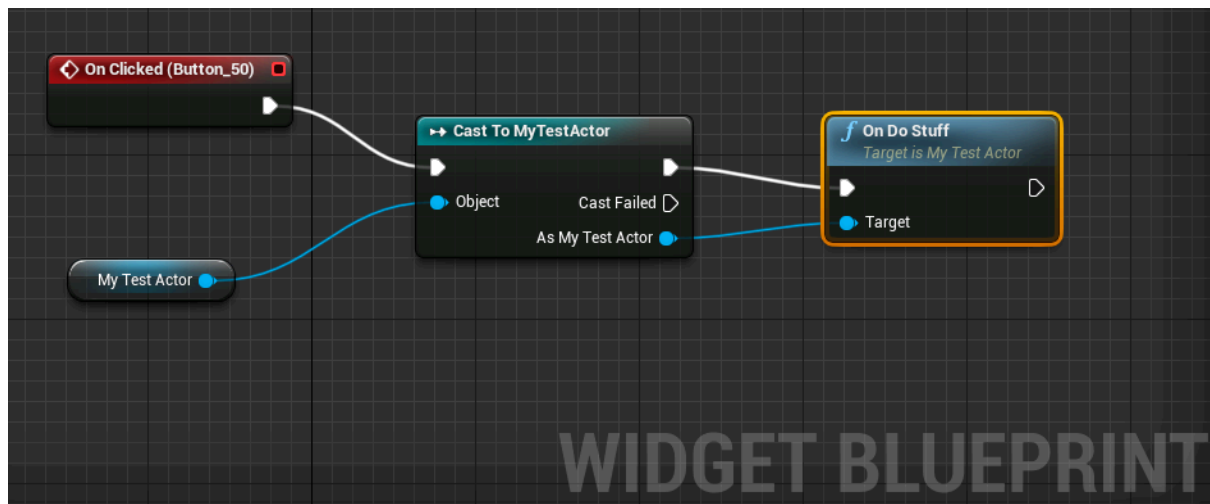 On Clicked (Button_50)
Cast To MyTestActor
Object
Cast Failed
As My Test Actor
My Test Actor
f On Do Stuff
Target is My Test Actor
Target
WIDGET BLUEPRINT